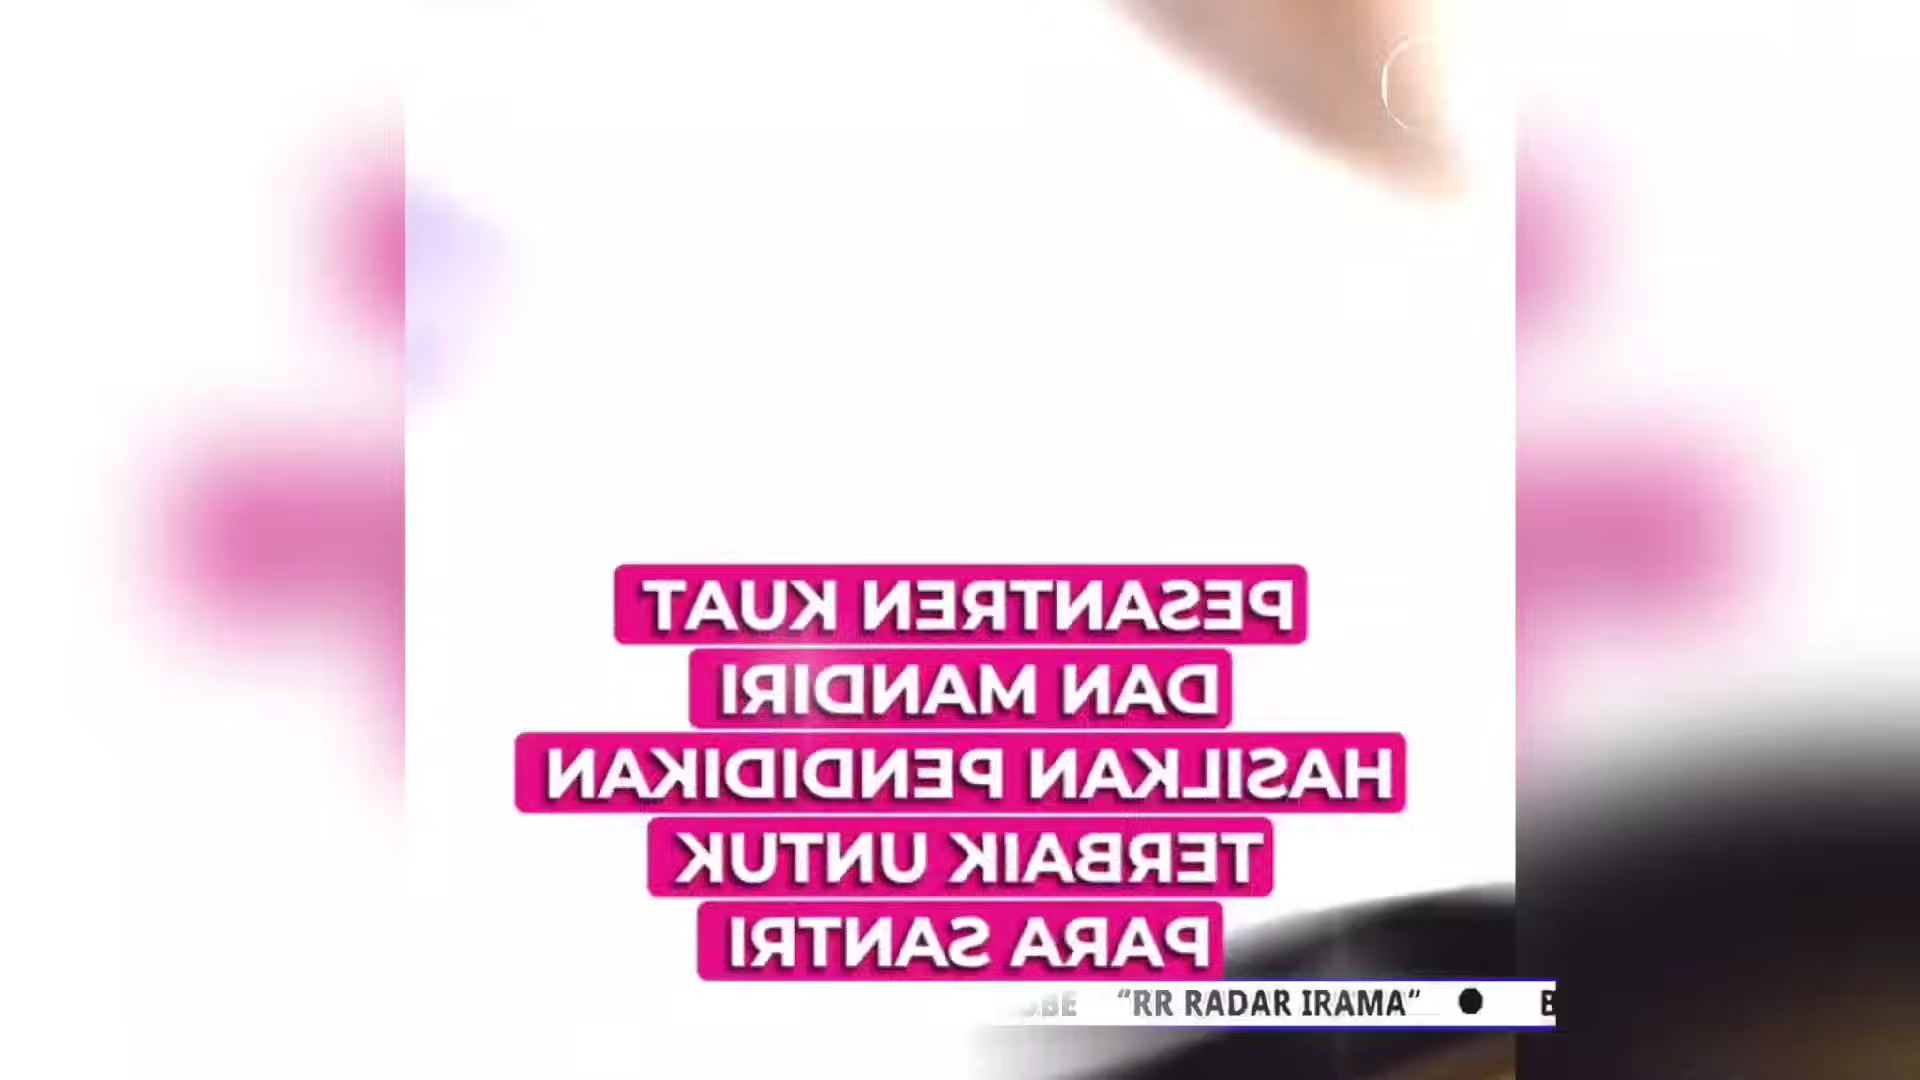 PESANTREN KUAT
DAN MANDIRI
HASILKAN PENDIDIKAN
TERBAIK UNTUK
PARA SANTRI
"RR RADAR IRAMA" ●